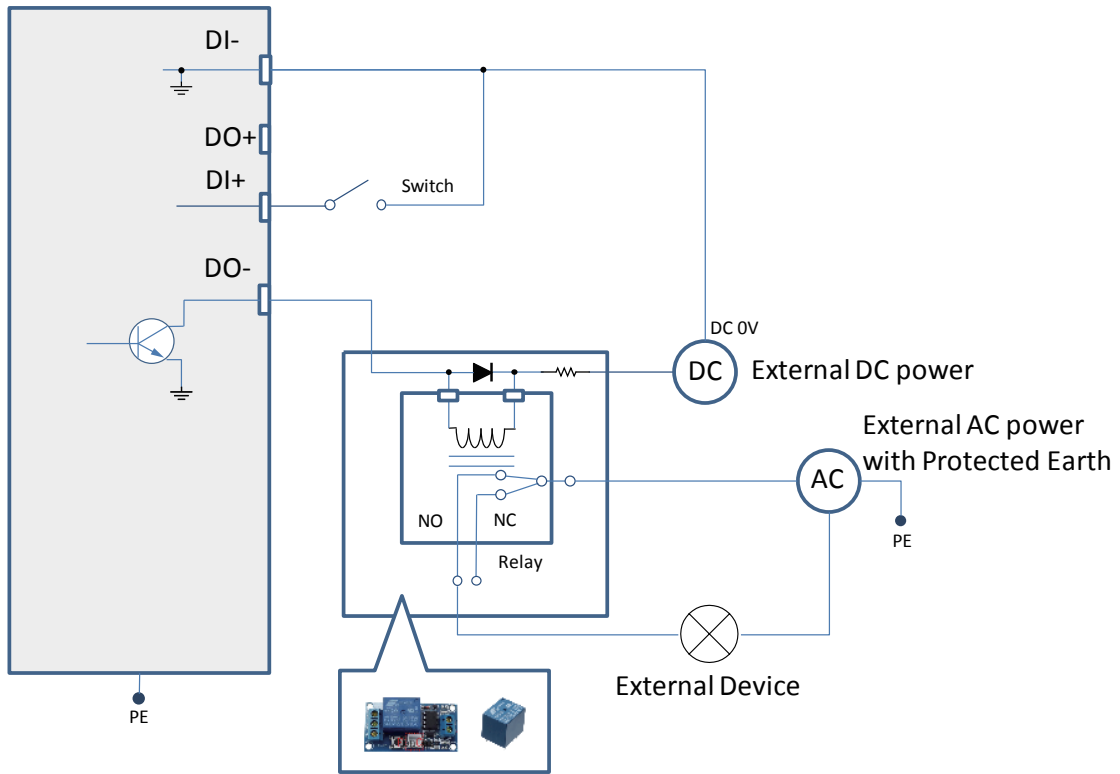 DI-
DO+
DI+
Switch
DO-
DC 0V
DC
External DC power
External AC power
with Protected Earth
AC
NO
NC
PE
Relay
External Device
PE